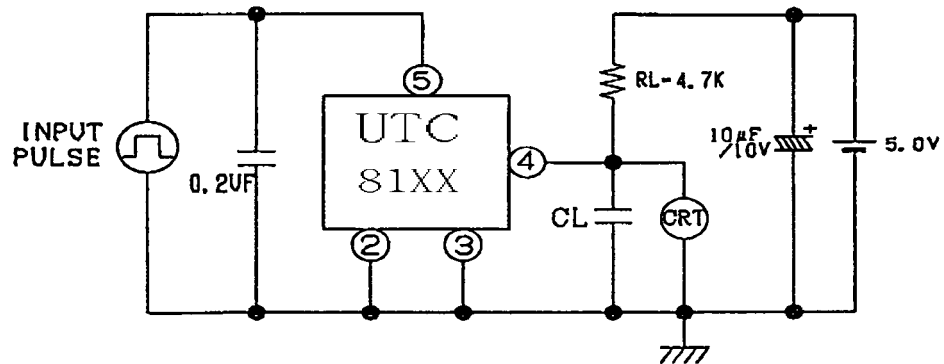 5
RL-4.7K
INPUT
PULSE
0.2UF
UTC
81XX
4
CL
CRT
10µF
/10V
+
5.0V
2
3